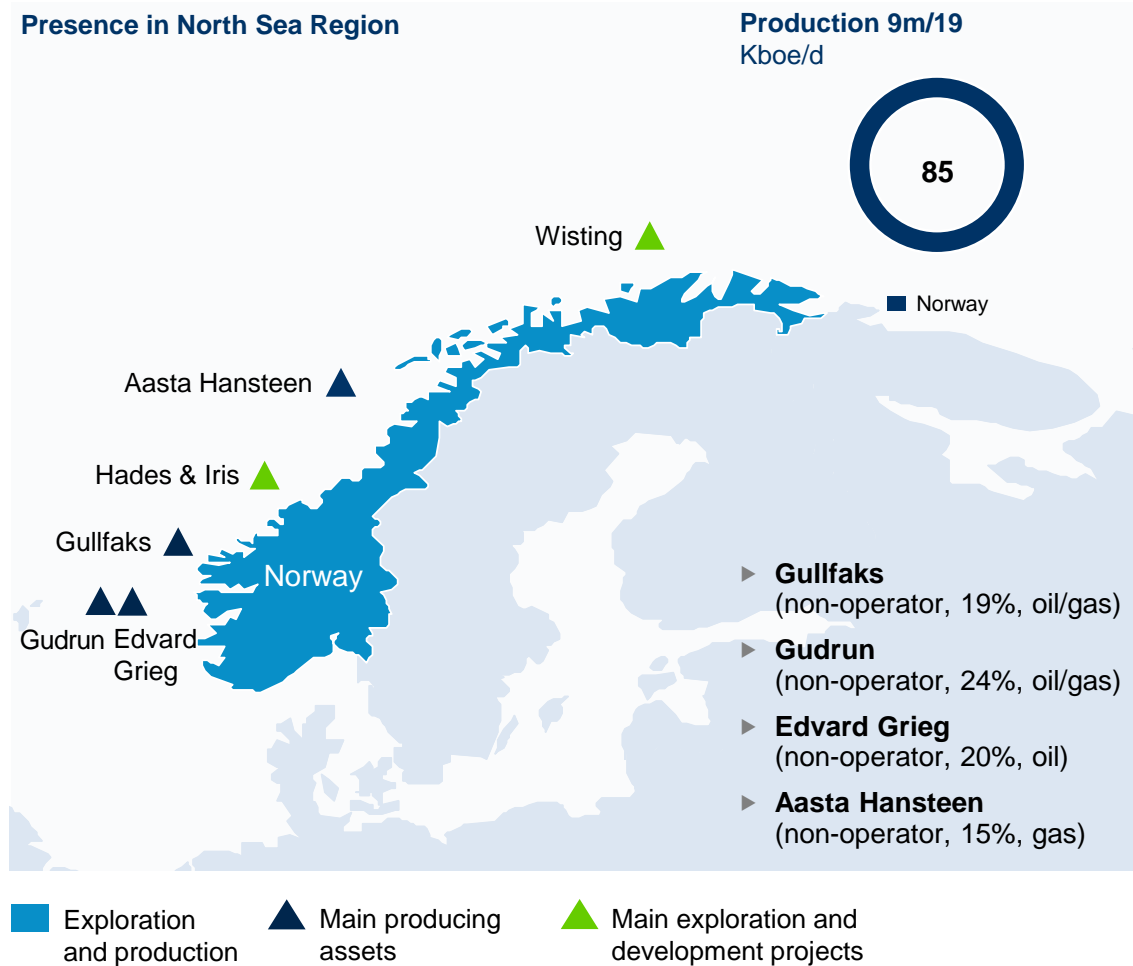 Presence in North Sea Region
Production 9m/19
Kboe/d
85
Norway
Wisting
Aasta Hansteen
Hades & Iris
Gullfaks
Norway
Gudrun
Edvard
Grieg
Gullfaks
(non-operator, 19%, oil/gas)
Gudrun
(non-operator, 24%, oil/gas)
Edvard Grieg
(non-operator, 20%, oil)
Aasta Hansteen
(non-operator, 15%, gas)
Exploration
and production
Main producing
assets
Main exploration and
development projects